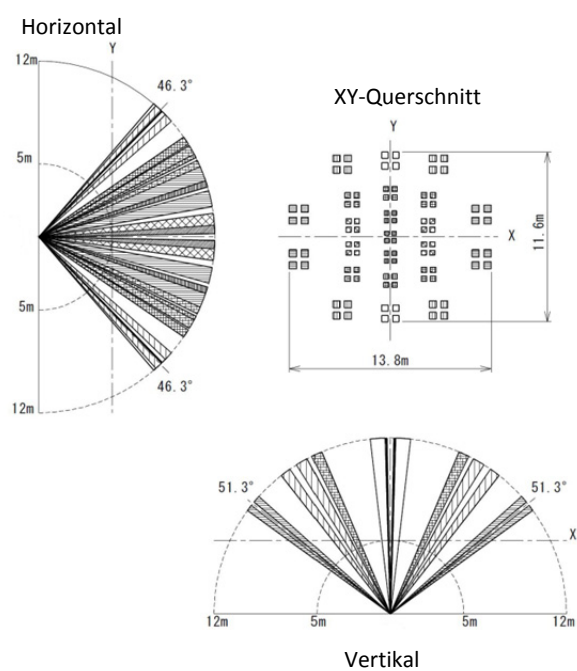 Horizontal
12m
Y
46.3°
5m
5m
46.3°
12m
XY-Querschnitt
Y
X
11.6m
13.8m
51.3°
51.3°
X
12m
5m
5m
12m
Vertikal